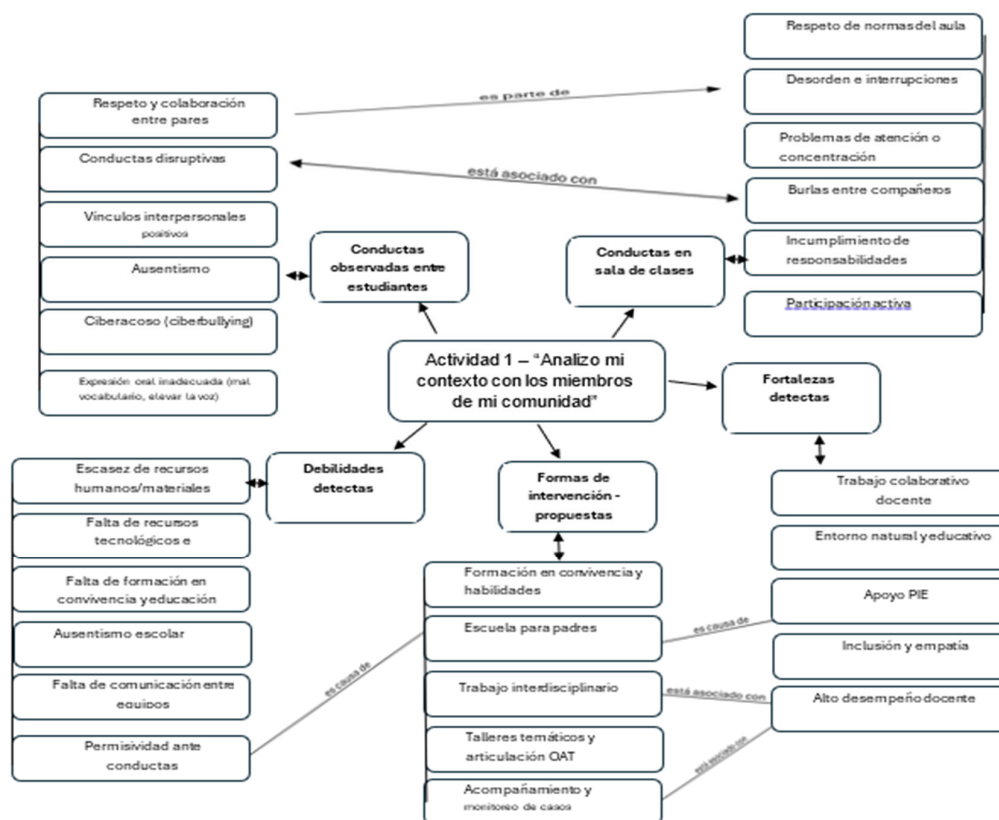 Respeto de normas del aula
Desorden e interrupciones
Problemas de atención o
concentración
Burlas entre compañeros
Incumplimiento de
responsabilidades
Participación activa
es parte de
está asociado con
Respeto y colaboración
entre pares
Conductas disruptivas
Vinculos interpersonales
positivos
Ausentismo
Ciberacoso (ciberbullying)
Expresión oral inadecuada (mal
vocabulario, elevar la voz)
Conductas
observadas entre
estudiantes
Conductas en
sala de clases
Actividad 1 – “Analizo mi
contexto con los miembros
de mi comunidad”
Fortalezas
detectas
Debilidades
detectas
Formas de
intervención -
propuestas
Escasez de recursos
humanos/materiales
Falta de recursos
tecnológicos e
Falta de formación en
convivencia y educación
Ausentismo escolar
Falta de comunicación entre
equipos
Permisividad ante
conductas
es causa de
Formación en convivencia y
habilidades
Escuela para padres
Trabajo interdisciplinario
Talleres temáticos y
articulación OAT
Acompañamiento y
monitoreo de casos
es causa de
está asociado con
está asociado con
Trabajo colaborativo
docente
Entorno natural y educativo
Apoyo PIE
Inclusión y empatía
Alto desempeño docente